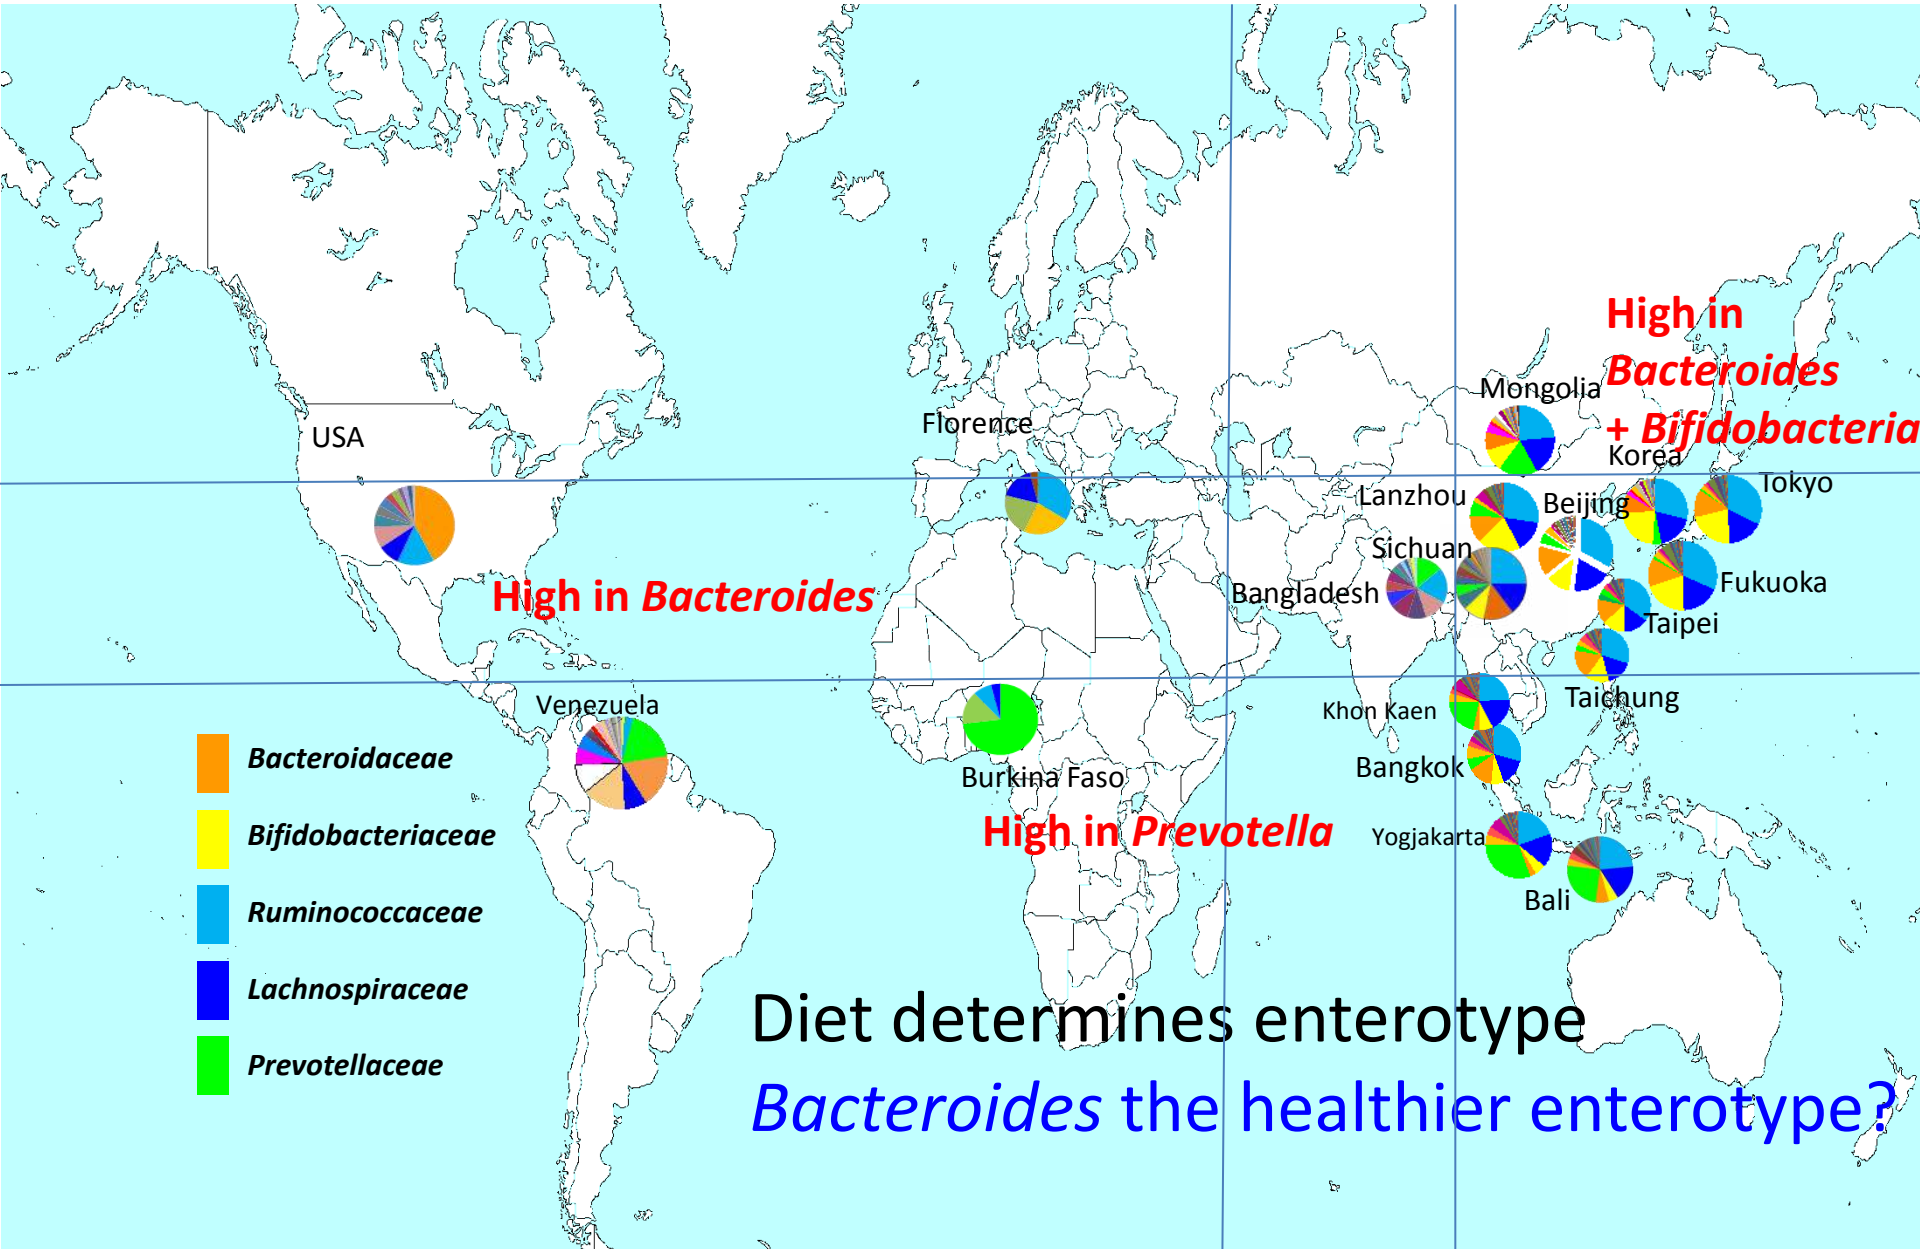 High in
Bacteroides
+ Bifidobacteria
Mongolia
Florence
USA
Korea
Tokyo
Lanzhou
Beijing
Sichuan
Bangladesh
Fukuoka
High in Bacteroides
Taipei
Taichung
Venezuela
Khon Kaen
Bacteroidaceae
Bangkok
Burkina Faso
Bifidobacteriaceae
High in Prevotella
Yogjakarta
Bali
Ruminococcaceae
Lachnospiraceae
Prevotellaceae
Diet determines enterotype
Bacteroides the healthier enterotype?